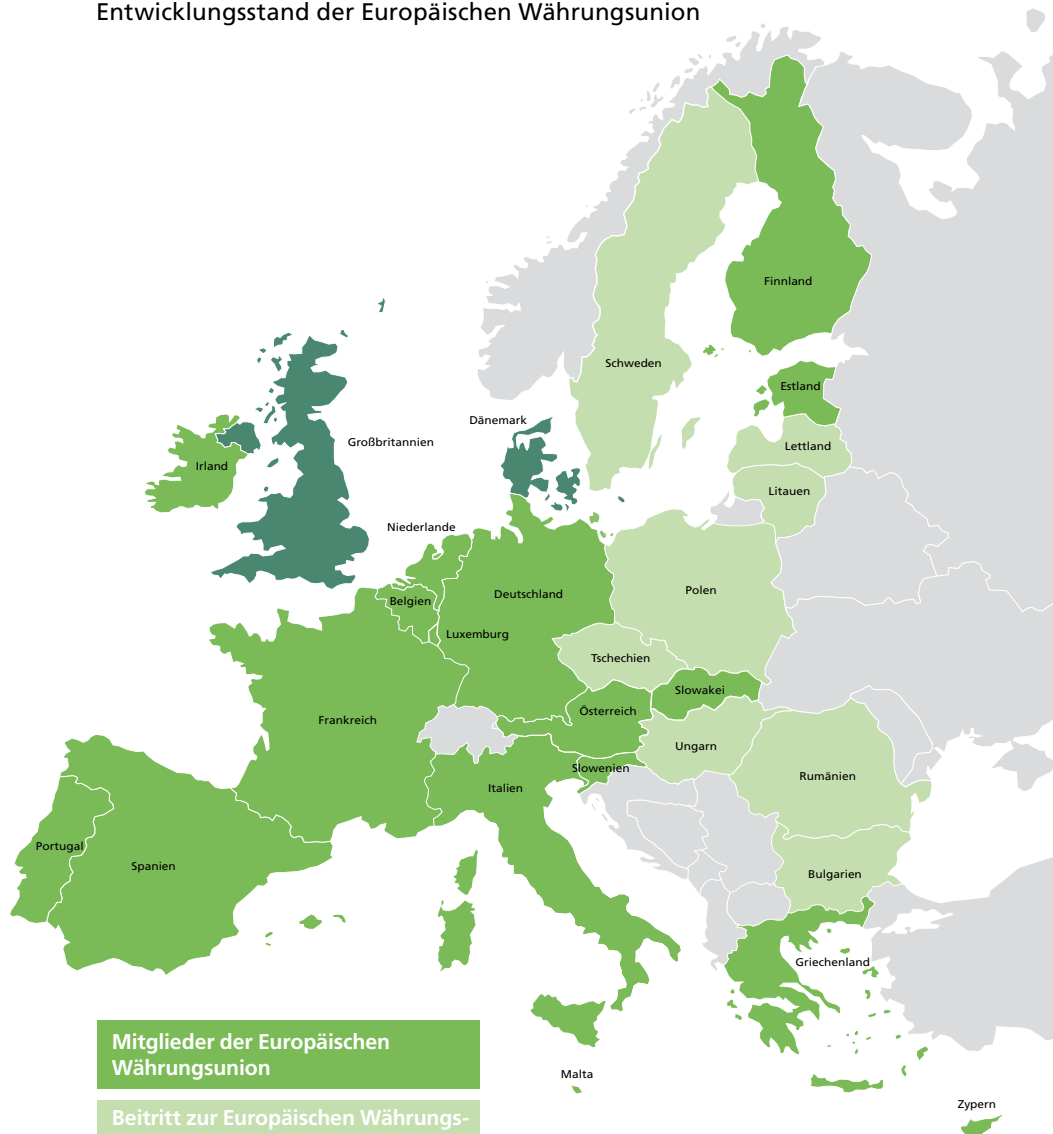 Entwicklungsstand der Europäischen Währungsunion
Finnland
Schweden
Estland
Dänemark
Großbritannien
Lettland
Irland
Litauen
Niederlande
Polen
Deutschland
Belgien
Luxemburg
Tschechien
Slowakei
Österreich
Frankreich
Ungarn
Slowenien
Rumänien
Italien
Portugal
Spanien
Bulgarien
Griechenland
Mitglieder der Europäischen
Währungsunion
Malta
Zypern
Beitritt zur Europäischen Währungs-